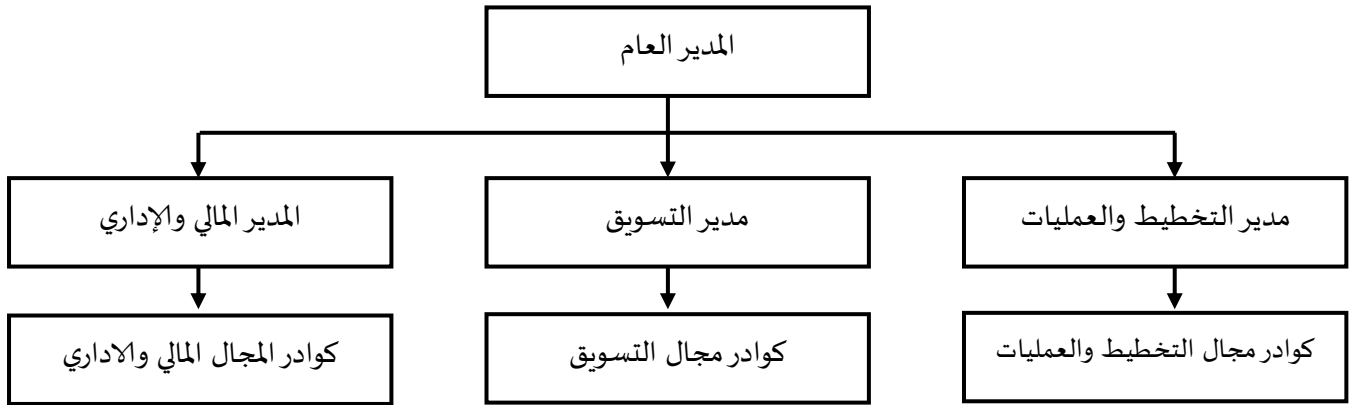 المدير العام
مدير التخطيط والعمليات
مدير التسويق
المدير المالي والإداري
كوادر مجال التخطيط والعمليات
كوادر مجال التسويق
كوادر المجال المالي والاداري